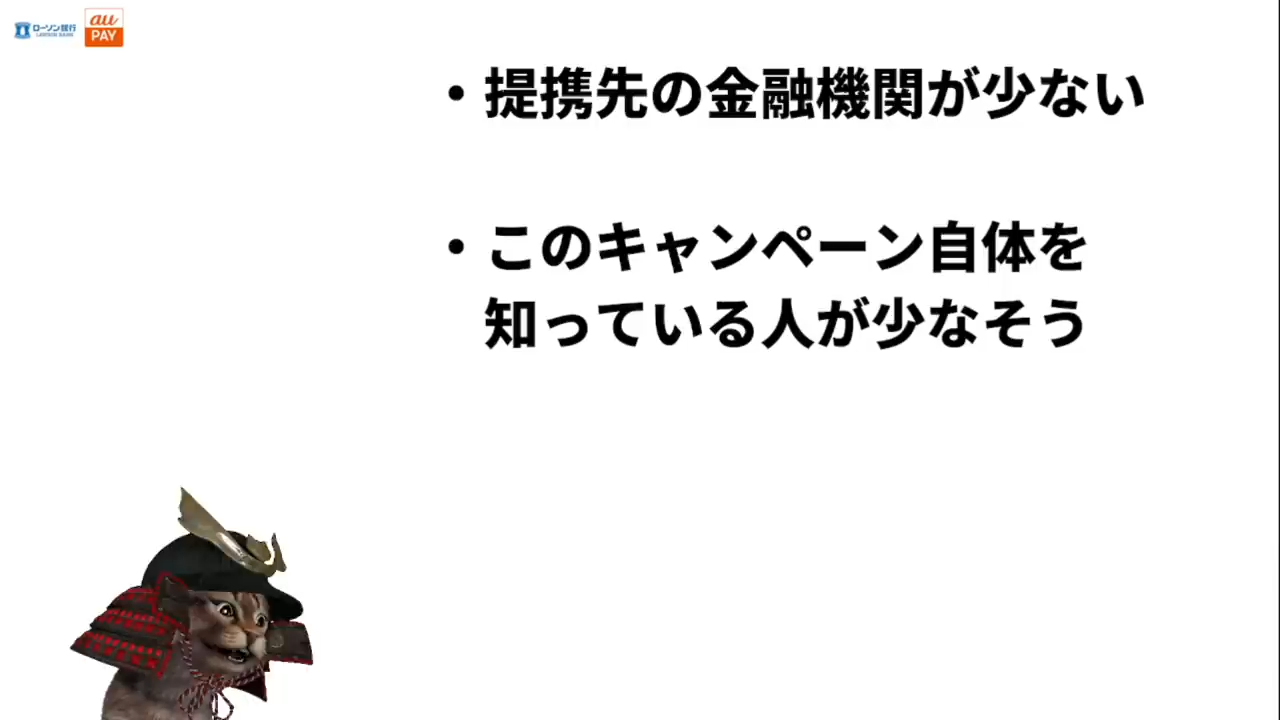 ローソン銀行
LAWSON BANK
au
PAY
・提携先の金融機関が少ない
・このキャンペーン自体を
知っている人が少なそう